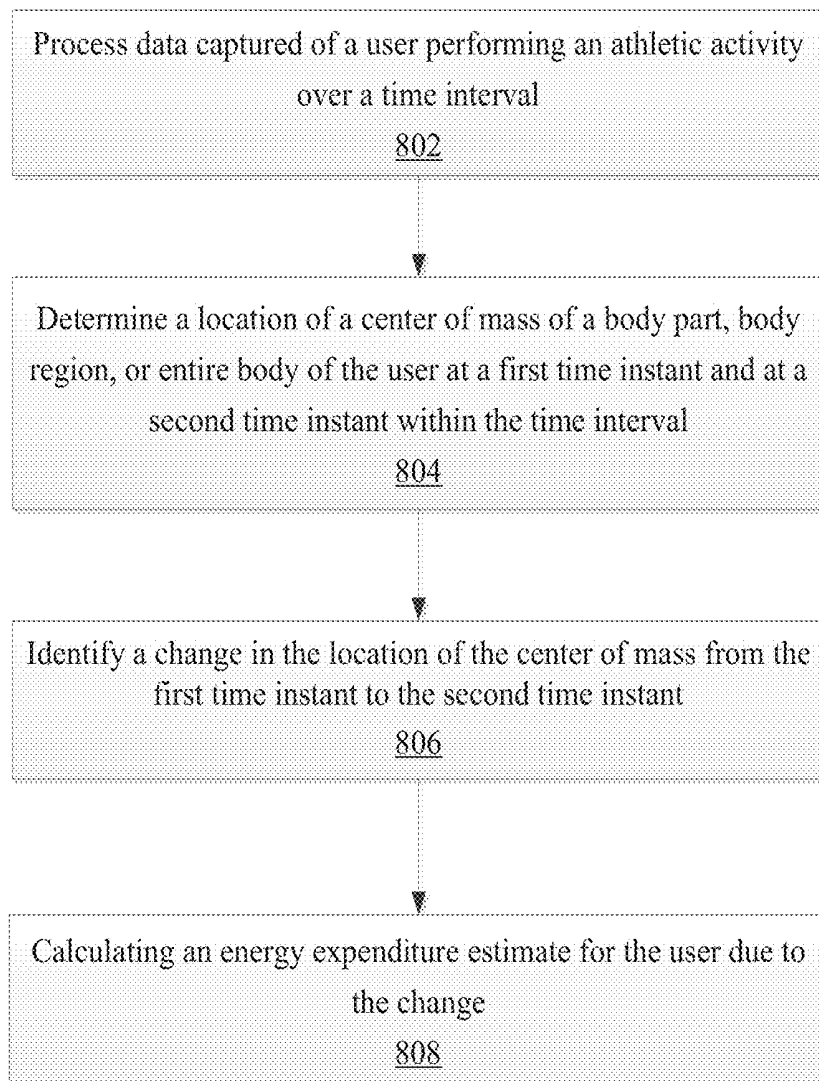 Process data captured of a user performing an athletic activity
over a time interval
802
Determine a location of a center of mass of a body part, body
region, or entire body of the user at a first time instant and at a
second time instant within the time interval
804
Identify a change in the location of the center of mass from the
first time instant to the second time instant
806
Calculating an energy expenditure estimate for the user due to
the change
808